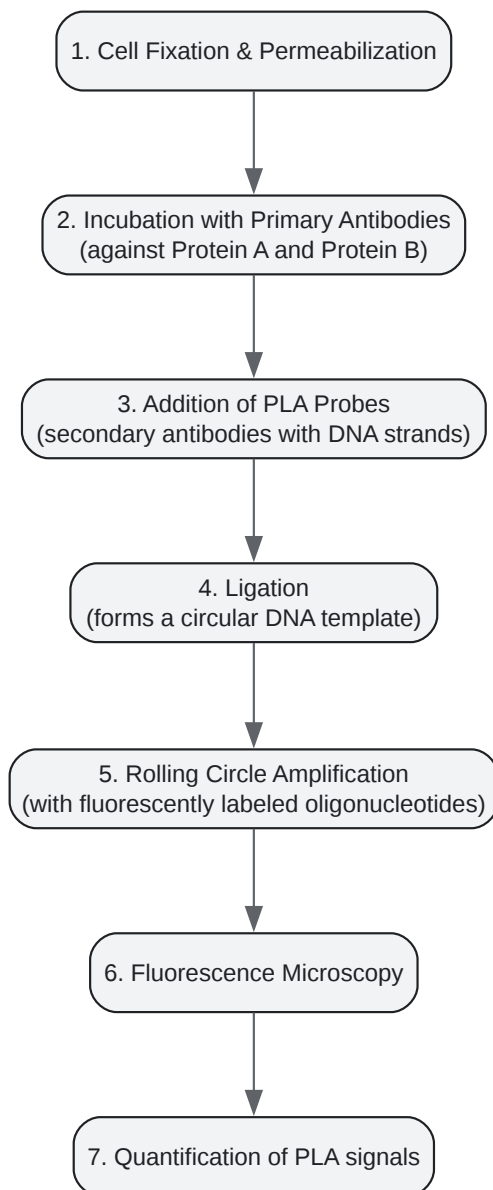 1. Cell Fixation & Permeabilization
2. Incubation with Primary Antibodies
(against Protein A and Protein B)
3. Addition of PLA Probes
(secondary antibodies with DNA strands)
4. Ligation
(forms a circular DNA template)
5. Rolling Circle Amplification
(with fluorescently labeled oligonucleotides)
6. Fluorescence Microscopy
7. Quantification of PLA signals